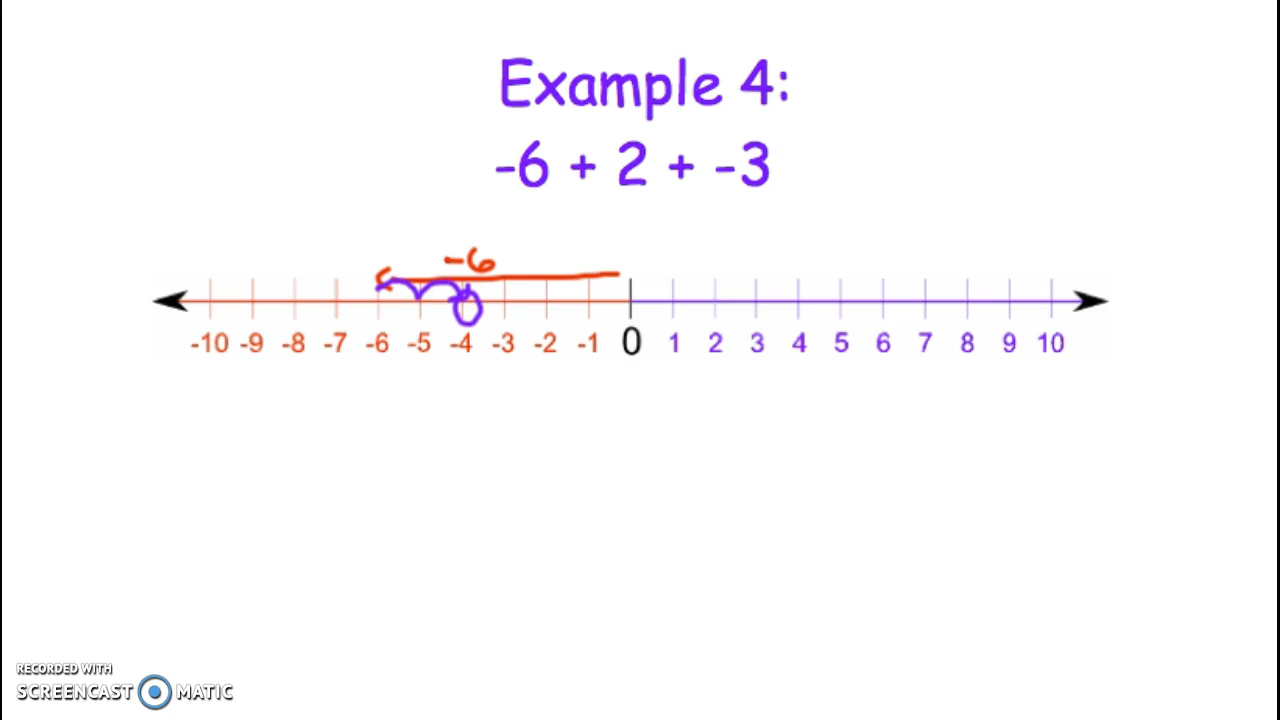 Example 4:
-6 + 2 + -3
-6
-10 -9 -8 -7 -6 -5 -4 -3 -2 -1 0 1 2 3 4 5 6 7 8 9 10
RECORDED WITH
SCREENCAST MATIC